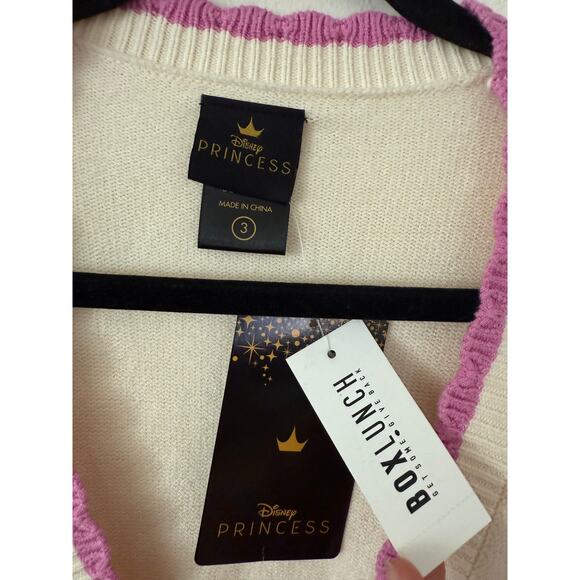 Disney
PRINCESS
MADE IN CHINA
3
BOXLUNCH
GET SOME. GIVE BACK
Disney
PRINCESS